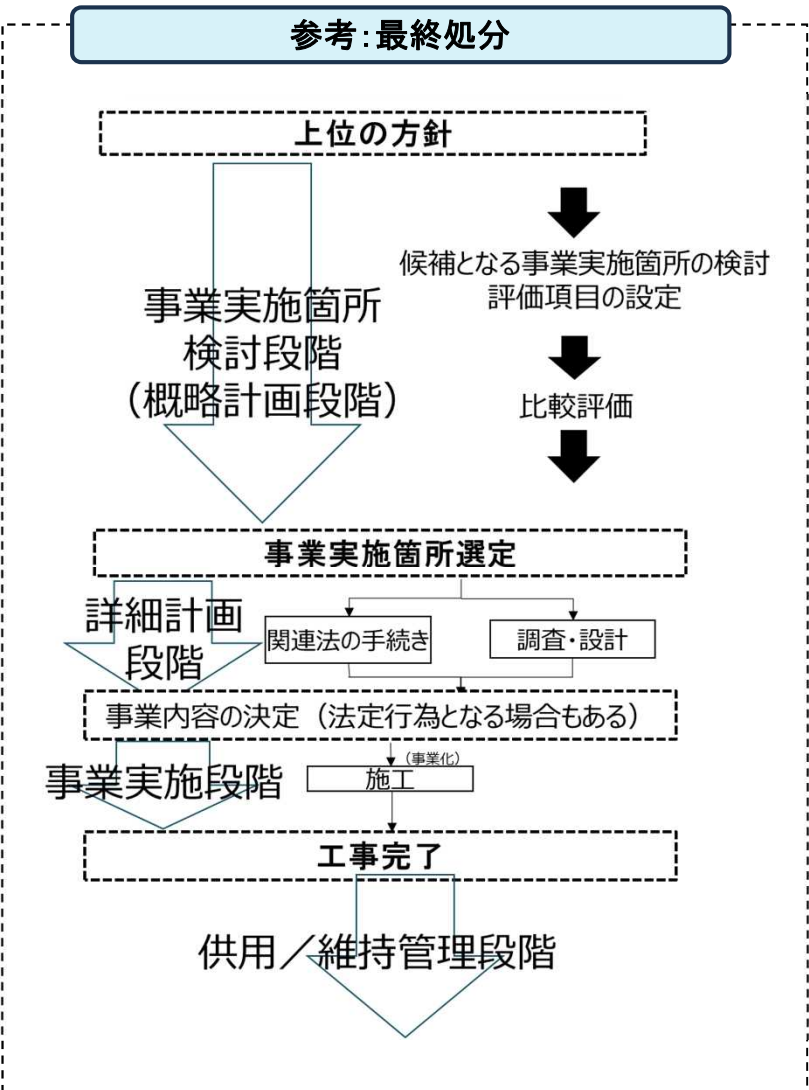 参考：最終処分
上位の方針
候補となる事業実施箇所の検討
評価項目の設定
事業実施箇所
検討段階
（概略計画段階）
比較評価
事業実施箇所選定
詳細計画
段階
関連法の手続き
調査・設計
事業内容の決定（法定行為となる場合もある）
（事業化）
事業実施段階
施工
工事完了
供用／維持管理段階